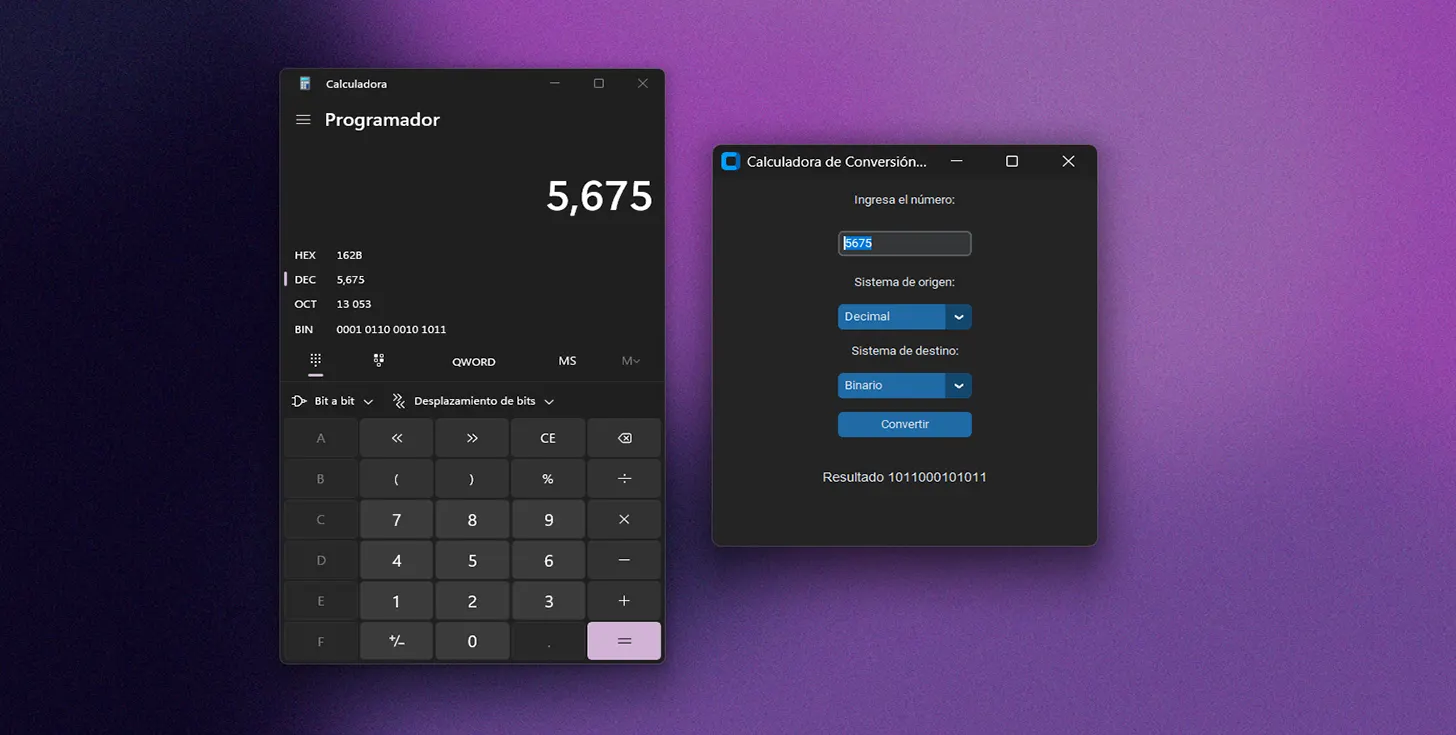 Calculadora
Programador
5,675
HEX 162B
DEC 5,675
OCT 13 053
BIN 0001 0110 0010 1011
QWORD MS M
Bit a bit Desplazamiento de bits
A « » CE
B ( ) % ÷
C 7 8 9 ×
D 4 5 6 −
E 1 2 3 +
F +/− 0 . =
Calculadora de Conversión...
Ingresa el número:
5675
Sistema de origen:
Decimal
Sistema de destino:
Binario
Convertir
Resultado 1011000101011